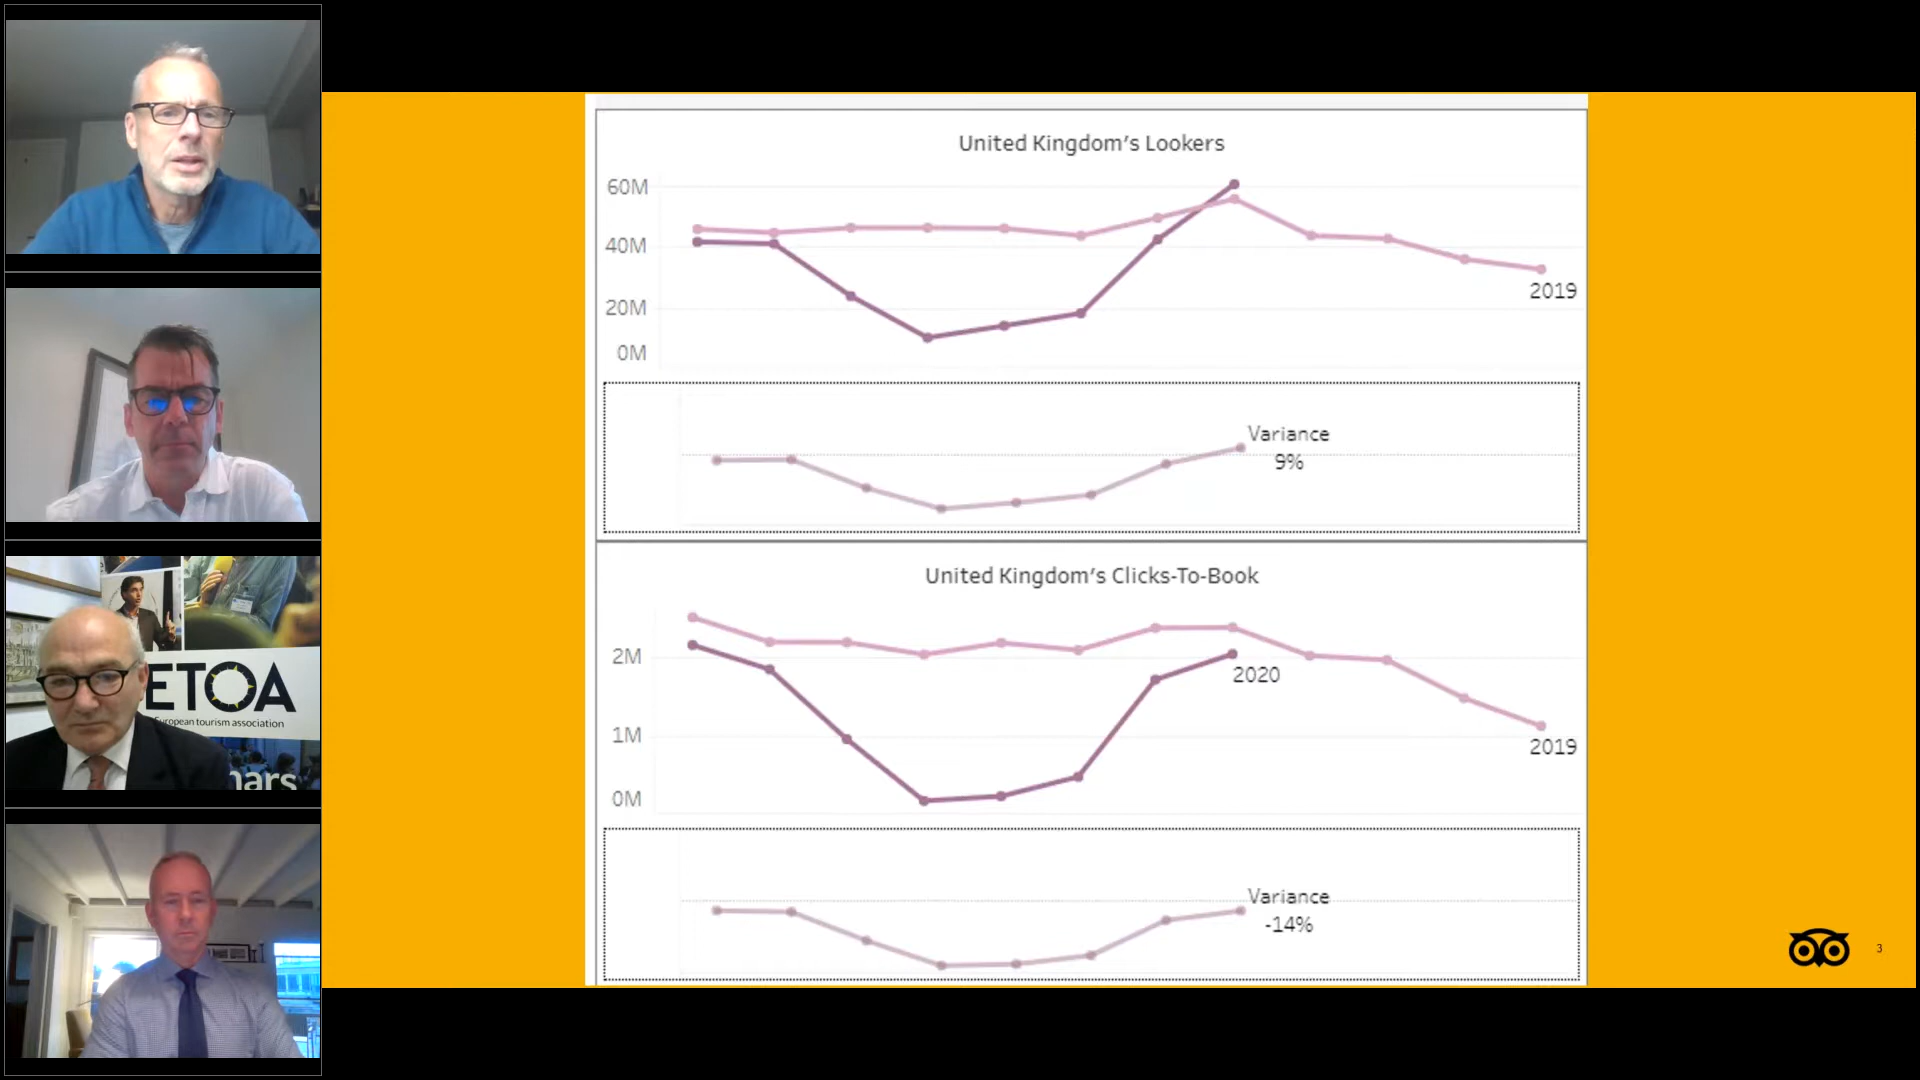 United Kingdom's Lookers
60M
40M
20M
0M
2019
Variance
9%
United Kingdom's Clicks-To-Book
2M
1M
0M
2020
2019
Variance
-14%
3
ETOA
European tourism association
nars